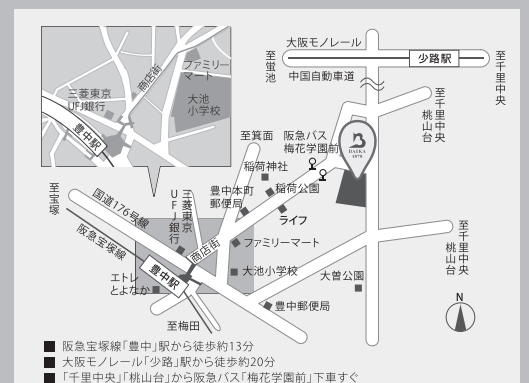 商店街
ファミリー
マート
三菱東京
UFJ銀行
大池
小学校
豊中駅
大阪モノレール
少路駅
至蛍池
至千里中央
中国自動車道
至千里中央
桃山台
至箕面
阪急バス
梅花学園前
BAIKA
1878
稲荷神社
稲荷公園
豊中本町
郵便局
ライフ
三菱東京
UFJ銀行
至宝塚
国道176号線
阪急宝塚線
商店街
ファミリーマート
大池小学校
豊中駅
エトレ
とよなか
大曽公園
至千里中央
桃山台
豊中郵便局
至梅田
N
■ 阪急宝塚線「豊中」駅から徒歩約13分
■ 大阪モノレール「少路」駅から徒歩約20分
■ 「千里中央」「桃山台」から阪急バス「梅花学園前」下車すぐ